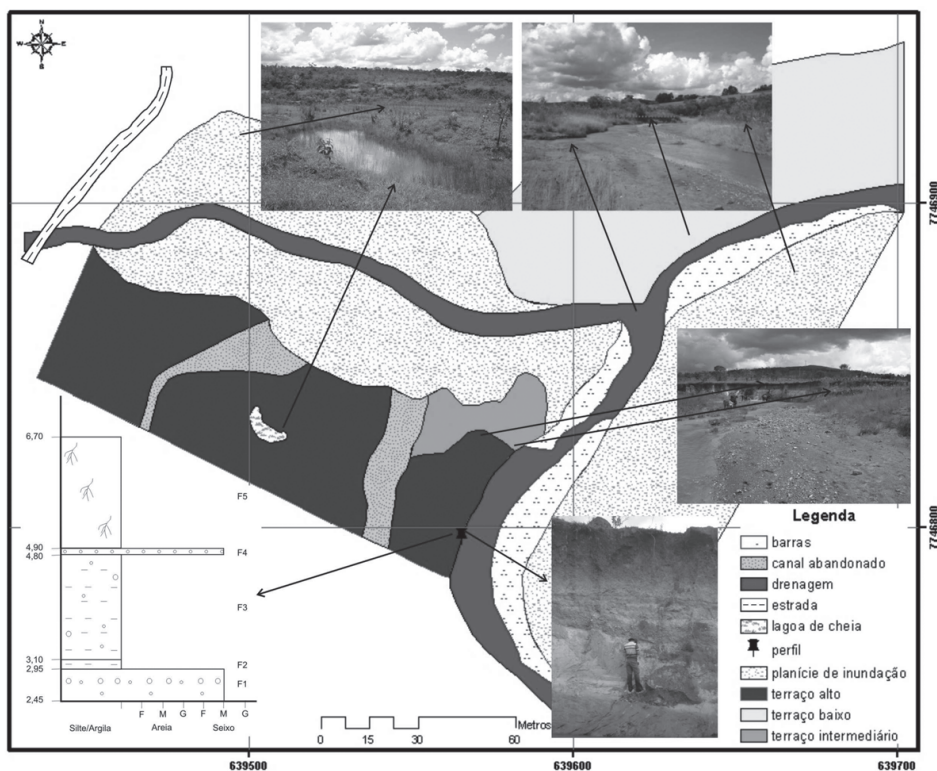 N
W E
S
7746900
7746800
6,70
F5
4,90
F4
4,80
F3
3,10
F2
2,95
F1
2,45
F M G F M G
Silte/Argila Areia Seixo
Metros
0 15 30 60
639500 639600 639700
Legenda
barras
canal abandonado
drenagem
estrada
lagoa de cheia
perfil
planície de inundação
terraço alto
terraço baixo
terraço intermediário